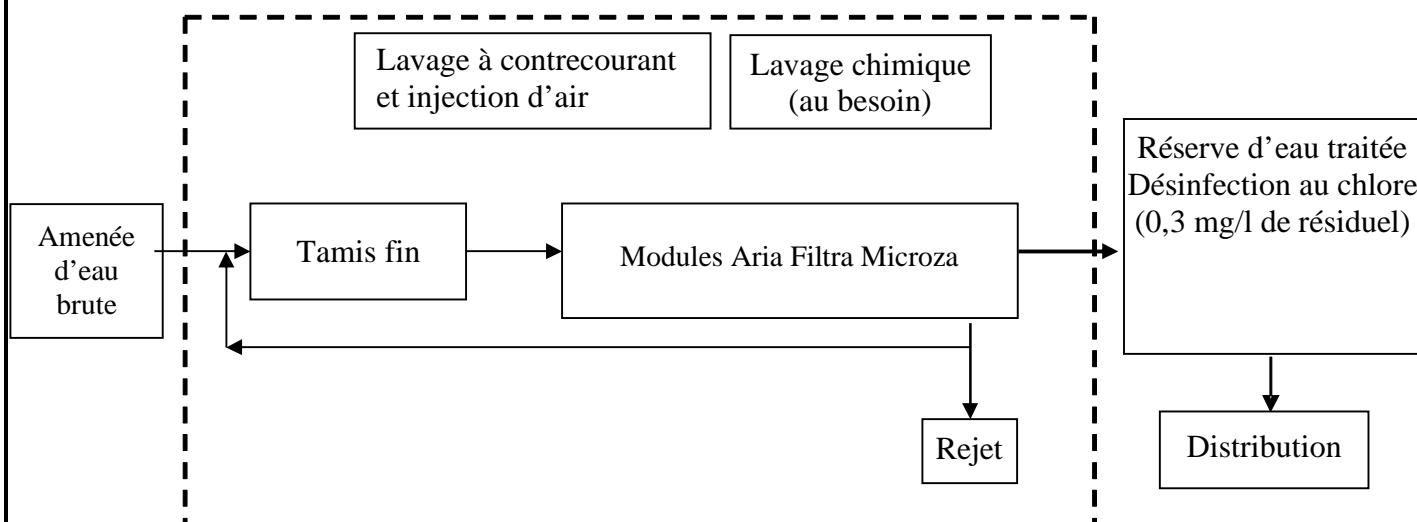 Lavage à contrecourant
et injection d’air
Lavage chimique
(au besoin)
Réserve d’eau traitée
Désinfection au chlore
(0,3 mg/l de résiduel)
Amenée
d’eau
brute
Tamis fin
Modules Aria Filtra Microza
Rejet
Distribution